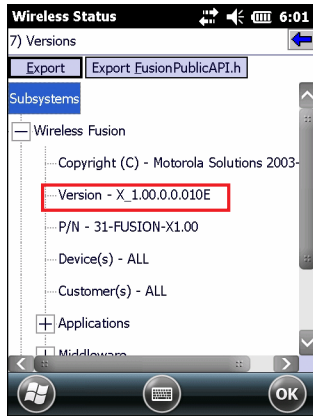 Wireless Status 6:01
7) Versions
Export Export FusionPublicAPI.h
Subsystems
Wireless Fusion
Copyright (C) - Motorola Solutions 2003-
Version - X_1.00.0.0.010E
P/N - 31-FUSION-X1.00
Device(s) - ALL
Customer(s) - ALL
Applications
Middleware
OK